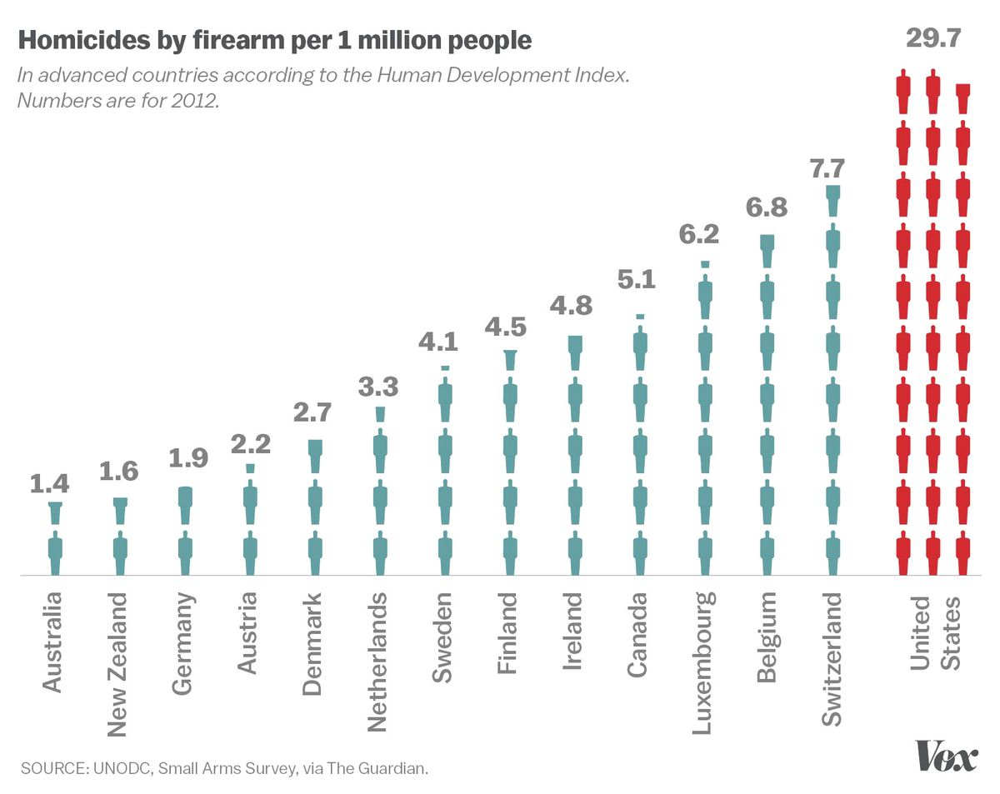 Homicides by firearm per 1 million people
In advanced countries according to the Human Development Index.
Numbers are for 2012.
29.7
7.7
6.8
6.2
5.1
4.8
4.5
4.1
3.3
2.7
2.2
1.9
1.6
1.4
Australia
New Zealand
Germany
Austria
Denmark
Netherlands
Sweden
Finland
Ireland
Canada
Luxembourg
Belgium
Switzerland
United
States
SOURCE: UNODC, Small Arms Survey, via The Guardian.
Vox